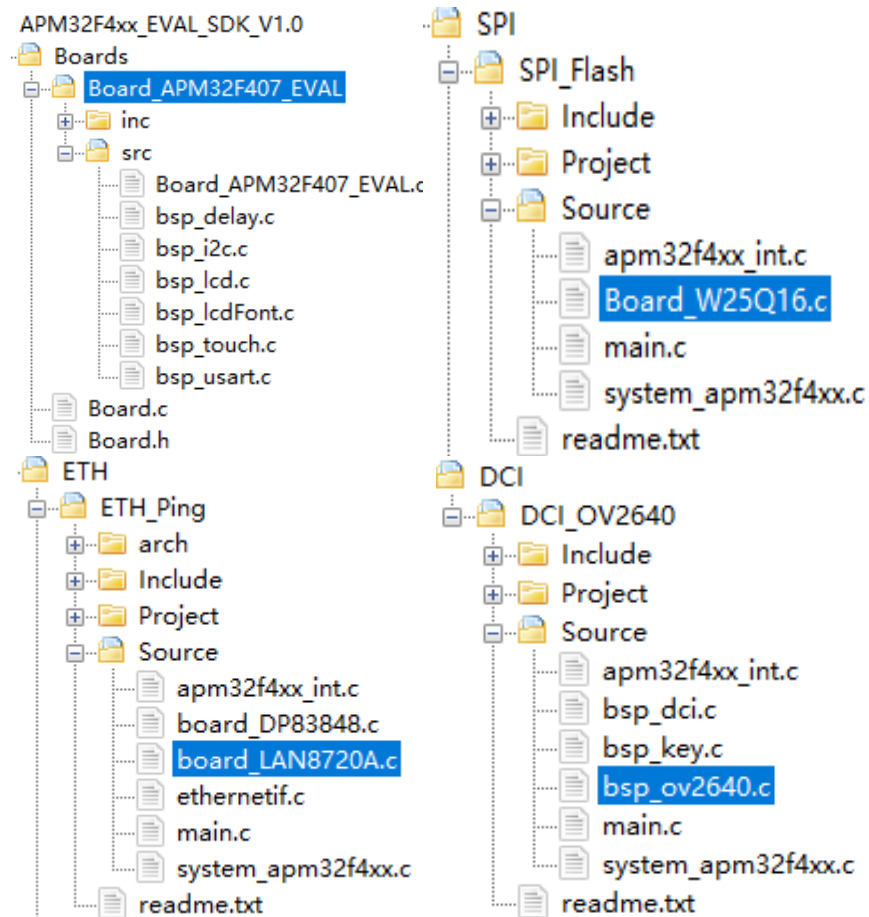 APM32F4xx_EVAL_SDK_V1.0
Boards
Board_APM32F407_EVAL
inc
src
Board_APM32F407_EVAL.c
bsp_delay.c
bsp_i2c.c
bsp_lcd.c
bsp_lcdFont.c
bsp_touch.c
bsp_usart.c
Board.c
Board.h
SPI
SPI_Flash
Include
Project
Source
apm32f4xx_int.c
Board_W25Q16.c
main.c
system_apm32f4xx.c
readme.txt
ETH
ETH_Ping
arch
Include
Project
Source
apm32f4xx_int.c
board_DP83848.c
board_LAN8720A.c
ethernetif.c
main.c
system_apm32f4xx.c
readme.txt
DCI
DCI_OV2640
Include
Project
Source
apm32f4xx_int.c
bsp_dci.c
bsp_key.c
bsp_ov2640.c
main.c
system_apm32f4xx.c
readme.txt